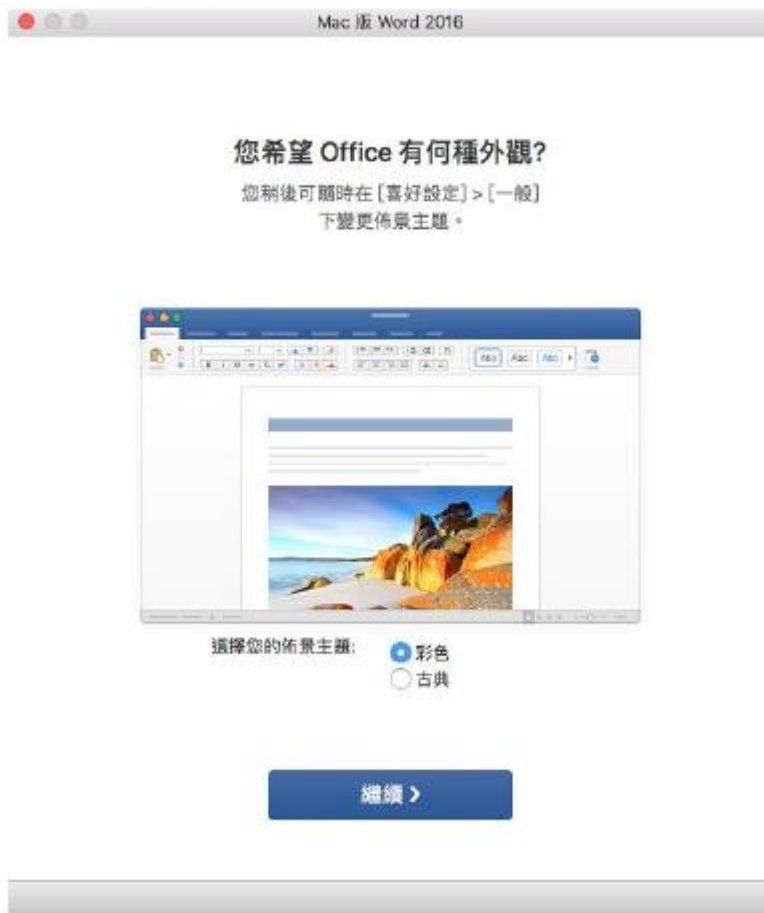 Mac 版 Word 2016
您希望 Office 有何種外觀?
您稍後可隨時在 [喜好設定] > [一般]
下變更佈景主題。
選擇您的佈景主題:
彩色
古典
繼續 >